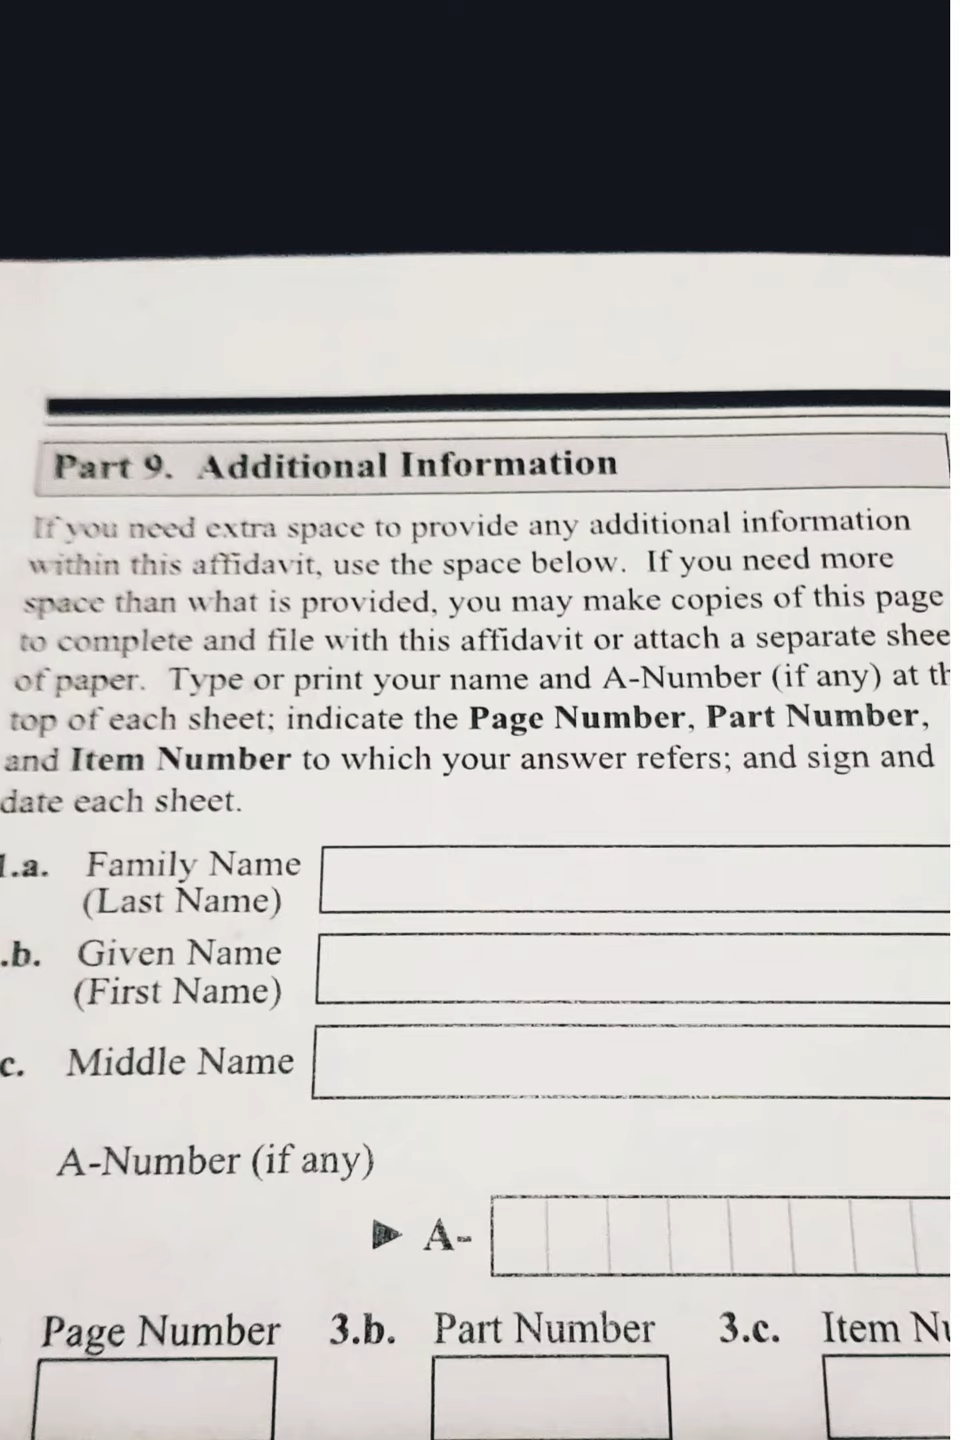 Part 9. Additional Information
If you need extra space to provide any additional information
within this affidavit, use the space below. If you need more
space than what is provided, you may make copies of this page
to complete and file with this affidavit or attach a separate shee
of paper. Type or print your name and A-Number (if any) at th
top of each sheet; indicate the Page Number, Part Number,
and Item Number to which your answer refers; and sign and
date each sheet.
1.a. Family Name
(Last Name)
.b. Given Name
(First Name)
c. Middle Name
A-Number (if any)
► A-
Page Number 3.b. Part Number 3.c. Item Nu